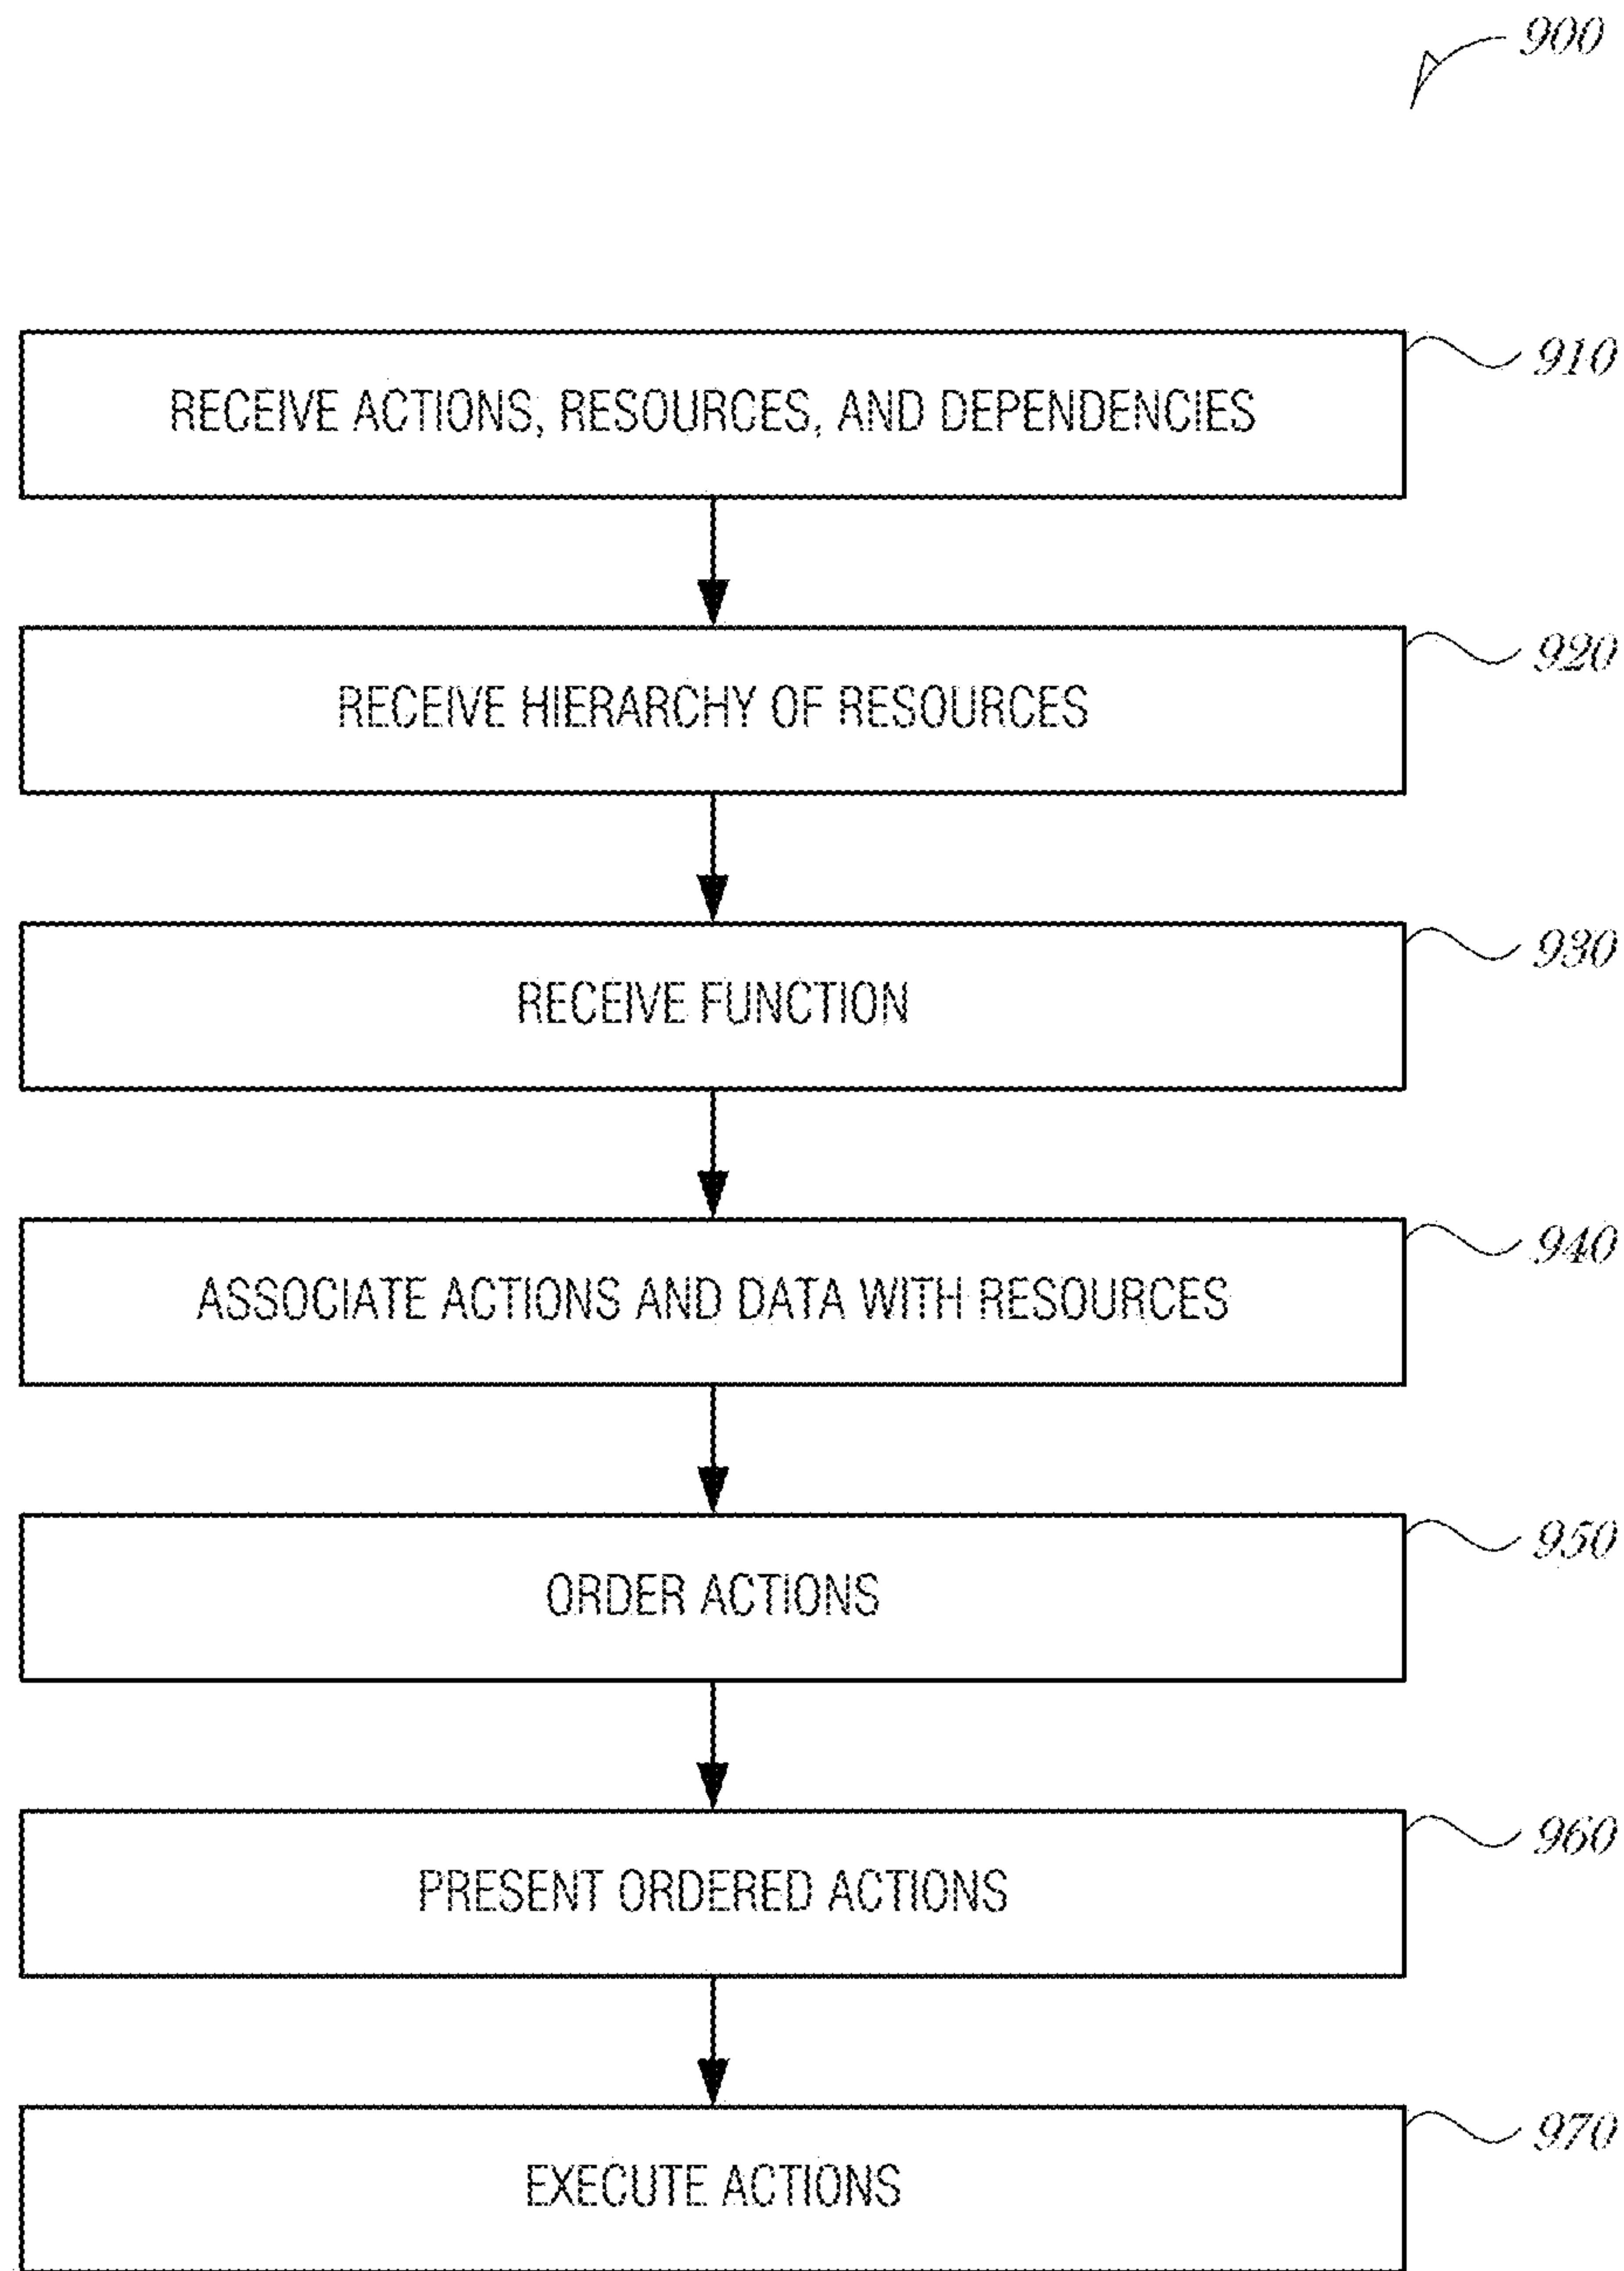 900
RECEIVE ACTIONS, RESOURCES, AND DEPENDENCIES
910
RECEIVE HIERARCHY OF RESOURCES
920
RECEIVE FUNCTION
930
ASSOCIATE ACTIONS AND DATA WITH RESOURCES
940
ORDER ACTIONS
950
PRESENT ORDERED ACTIONS
960
EXECUTE ACTIONS
970